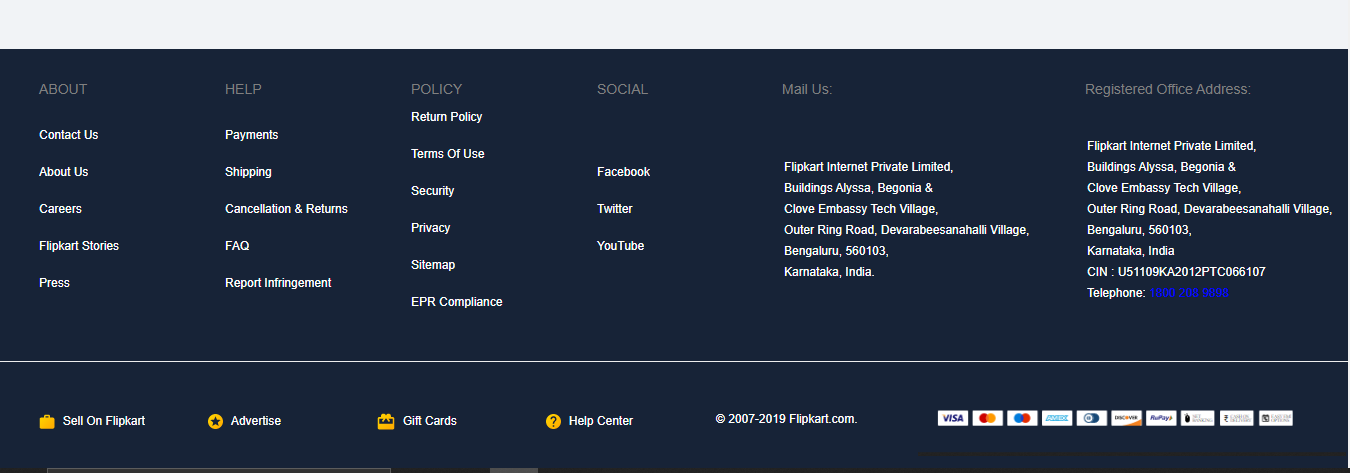 ABOUT
Contact Us
About Us
Careers
Flipkart Stories
Press
HELP
Payments
Shipping
Cancellation & Returns
FAQ
Report Infringement
POLICY
Return Policy
Terms Of Use
Security
Privacy
Sitemap
EPR Compliance
SOCIAL
Facebook
Twitter
YouTube
Mail Us:
Flipkart Internet Private Limited,
Buildings Alyssa, Begonia &
Clove Embassy Tech Village,
Outer Ring Road, Devarabeesanahalli Village,
Bengaluru, 560103,
Karnataka, India.
Registered Office Address:
Flipkart Internet Private Limited,
Buildings Alyssa, Begonia &
Clove Embassy Tech Village,
Outer Ring Road, Devarabeesanahalli Village,
Bengaluru, 560103,
Karnataka, India
CIN : U51109KA2012PTC066107
Telephone: 1800 208 9898
Sell On Flipkart
Advertise
Gift Cards
Help Center
© 2007-2019 Flipkart.com.
VISA
DISCOVER
RuPay